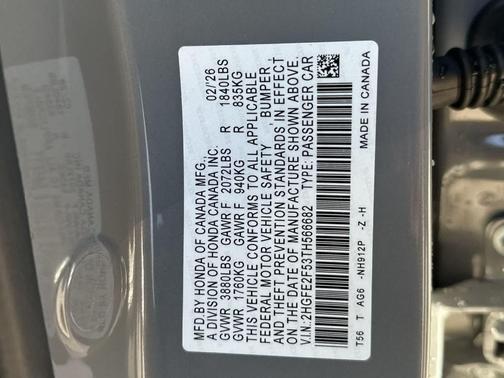 MFD. BY HONDA OF CANADA MFG., 02/26
A DIVISION OF HONDA CANADA INC.
GVWR 3880LBS GAWR F 2072LBS R 1840LBS
GVWR 1760KG GAWR F 940KG R 835KG
THIS VEHICLE CONFORMS TO ALL APPLICABLE
FEDERAL MOTOR VEHICLE SAFETY , BUMPER ,
AND THEFT PREVENTION STANDARDS IN EFFECT
ON THE DATE OF MANUFACTURE SHOWN ABOVE.
V.I.N. 2HGFE2F53TH566682 TYPE: PASSENGER CAR
T56 T AG6 -NH912P -Z -H MADE IN CANADA